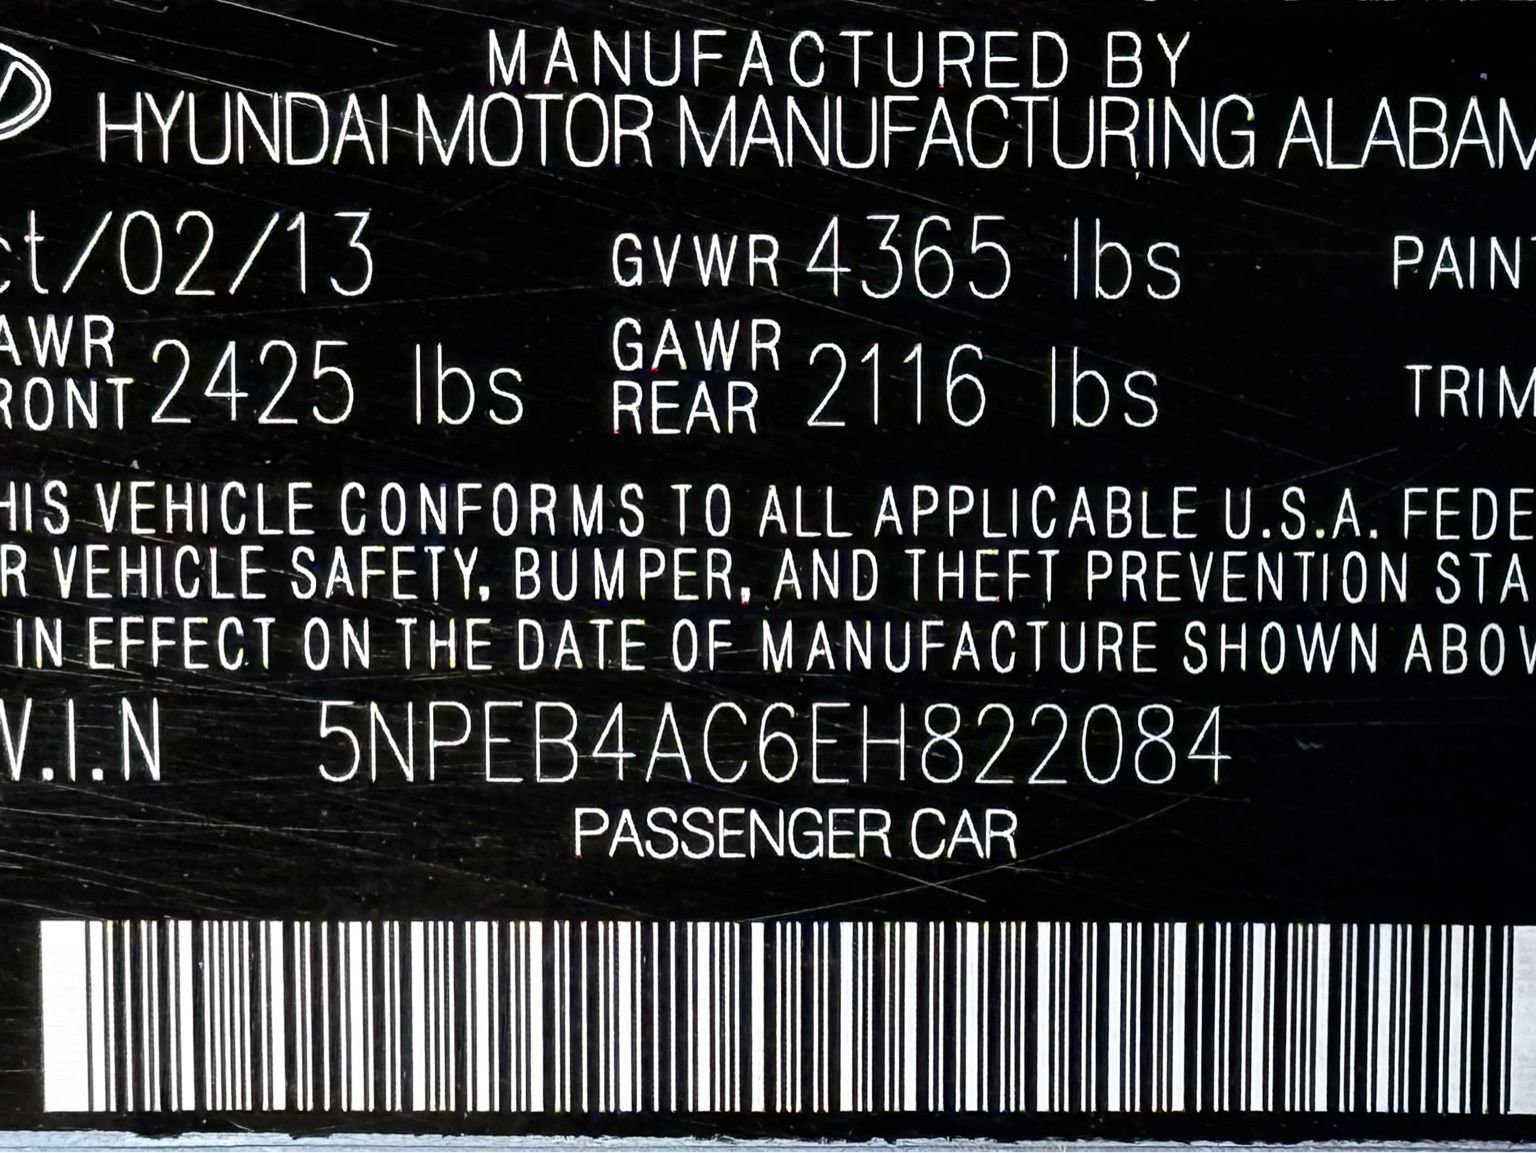 MANUFACTURED BY
HYUNDAI MOTOR MANUFACTURING ALABAM
ct/02/13 GVWR 4365 lbs PAINT
AWR FRONT 2425 lbs GAWR REAR 2116 lbs TRIM
HIS VEHICLE CONFORMS TO ALL APPLICABLE U.S.A. FEDE
R VEHICLE SAFETY, BUMPER, AND THEFT PREVENTION STA
IN EFFECT ON THE DATE OF MANUFACTURE SHOWN ABOV
V.I.N 5NPEB4AC6EH822084
PASSENGER CAR